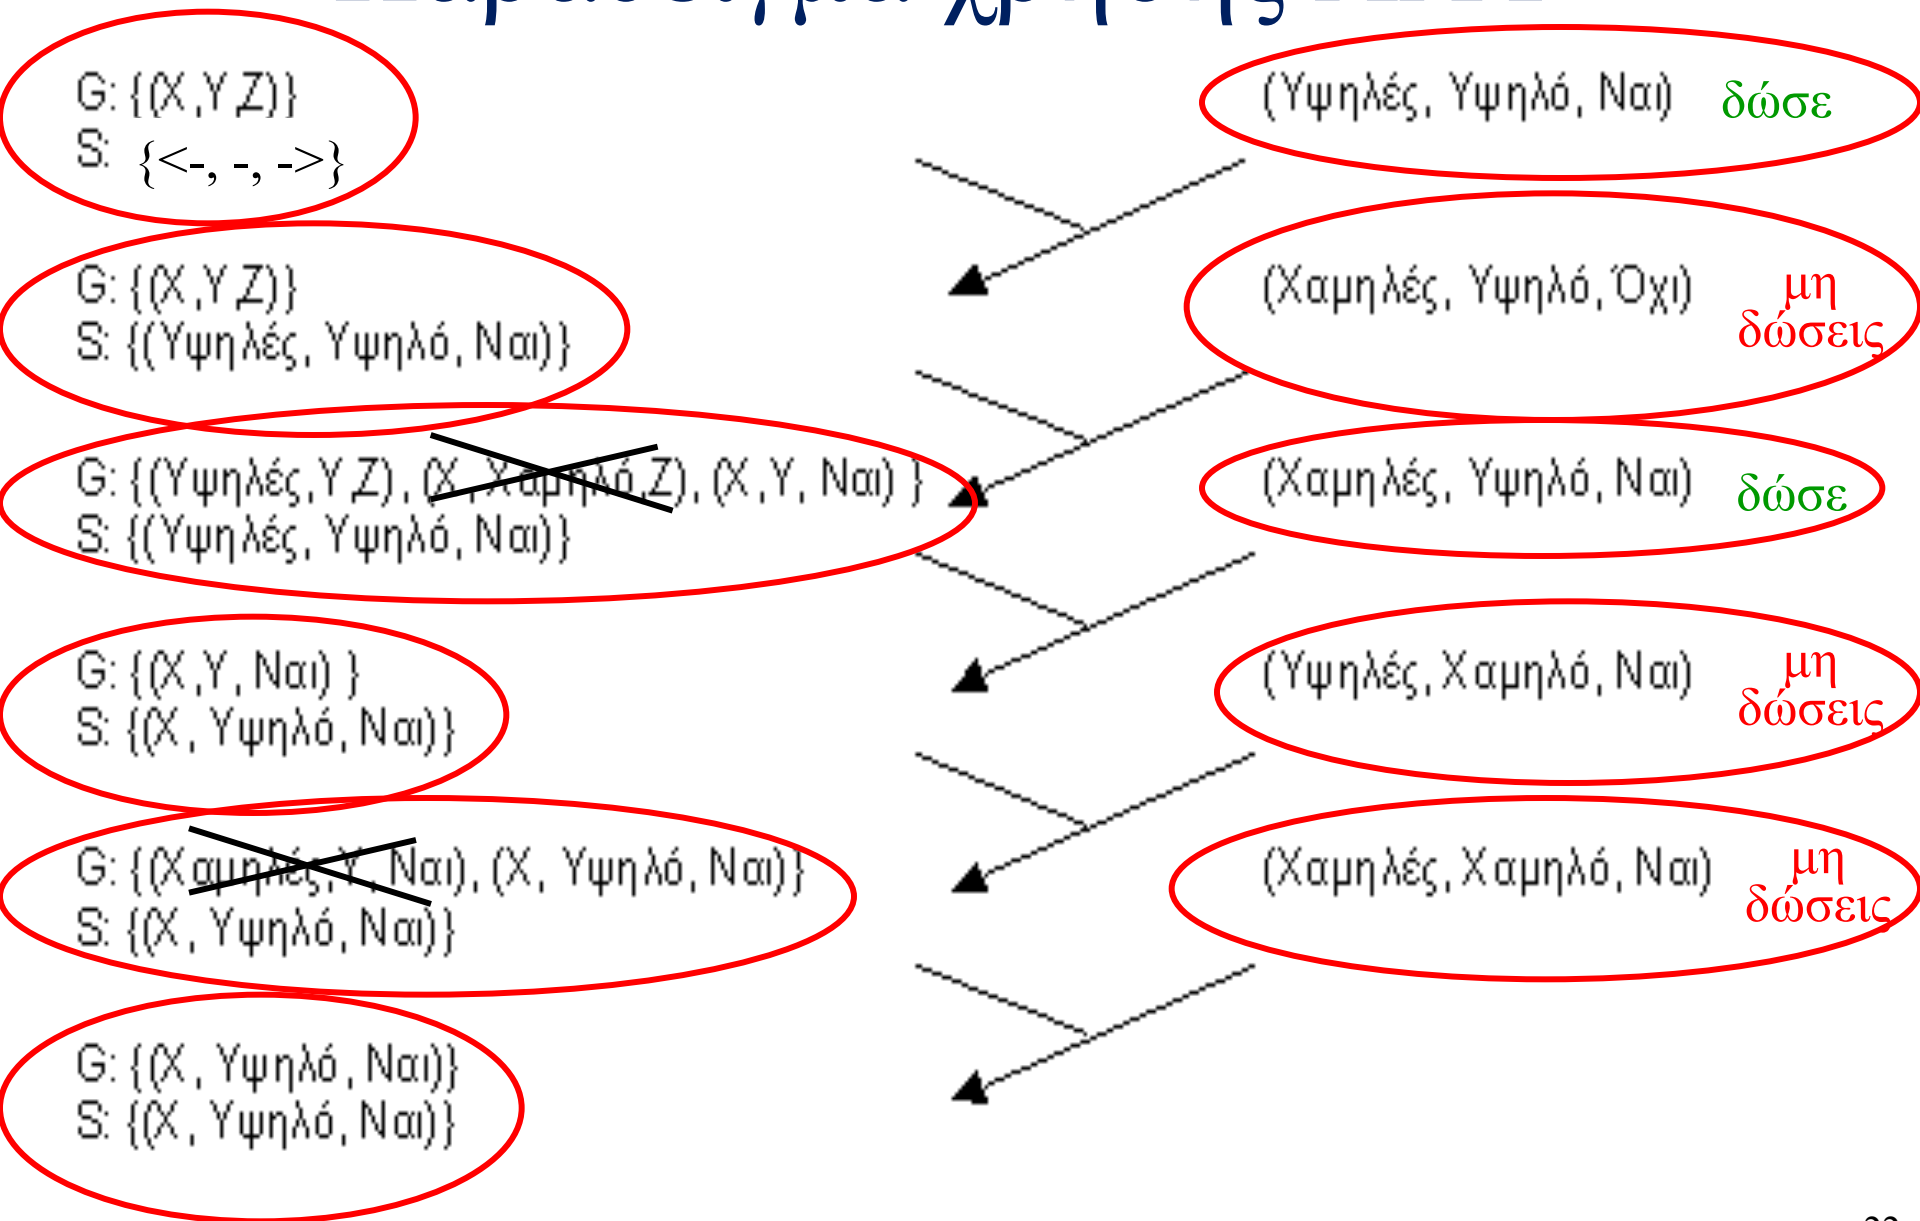 Παράδειγμα χρήσης
G: {(X,Y,Z)}
S: {<-, -, ->}
(Υψηλές, Υψηλό, Ναι) δώσε
G: {(X,Y,Z)}
S: {(Υψηλές, Υψηλό, Ναι)}
(Χαμηλές, Υψηλό, Όχι) μη
δώσεις
G: {(Υψηλές,Y,Z), (X, Χαμηλό,Z), (X,Y, Ναι) }
S: {(Υψηλές, Υψηλό, Ναι)}
(Χαμηλές, Υψηλό, Ναι) δώσε
G: {(X,Y, Ναι) }
S: {(X, Υψηλό, Ναι)}
(Υψηλές, Χαμηλό, Ναι) μη
δώσεις
G: {(Χαμηλές,Y, Ναι), (X, Υψηλό, Ναι)}
S: {(X, Υψηλό, Ναι)}
(Χαμηλές, Χαμηλό, Ναι) μη
δώσεις
G: {(X, Υψηλό, Ναι)}
S: {(X, Υψηλό, Ναι)}